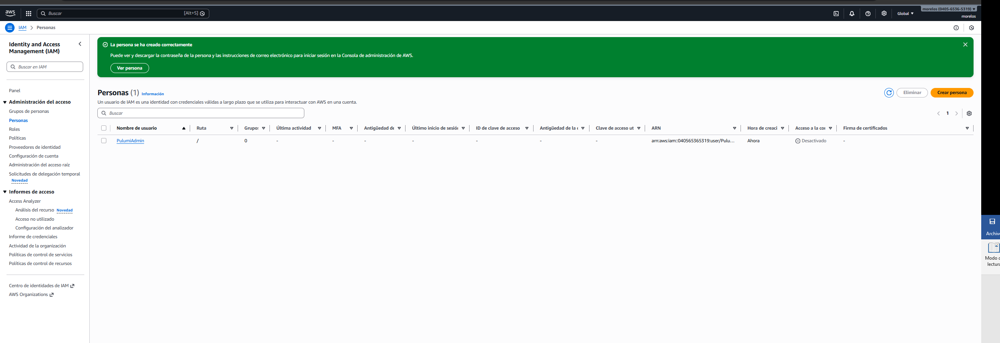 aws
Buscar [Alt+S]
Global
morelos (0405-6536-5319)
morelos
IAM > Personas
Identity and Access
Management (IAM)
Buscar en IAM
Panel
Administración del acceso
Grupos de personas
Personas
Roles
Políticas
Proveedores de identidad
Configuración de cuenta
Administración del acceso raíz
Solicitudes de delegación temporal
Novedad
Informes de acceso
Access Analyzer
Análisis del recurso Novedad
Acceso no utilizado
Configuración del analizador
Informe de credenciales
Actividad de la organización
Políticas de control de servicios
Políticas de control de recursos
Centro de identidades de IAM
AWS Organizations
La persona se ha creado correctamente
Puede ver y descargar la contraseña de la persona y las instrucciones de correo electrónico para iniciar sesión en la Consola de administración de AWS.
Ver persona
Personas (1) Información
Eliminar
Crear persona
Un usuario de IAM es una identidad con credenciales válidas a largo plazo que se utiliza para interactuar con AWS en una cuenta.
Buscar
1
Nombre de usuario Ruta Grupos Última actividad MFA Antigüedad de Último inicio de sesión ID de clave de acceso Antigüedad de la c Clave de acceso ut ARN Hora de creaci Acceso a la con Firma de certificados
PulumiAdmin / 0 - - - - - - - arn:aws:iam::040565365319:user/Pulu... Ahora Desactivado -
Archivo
Modo d
lectura